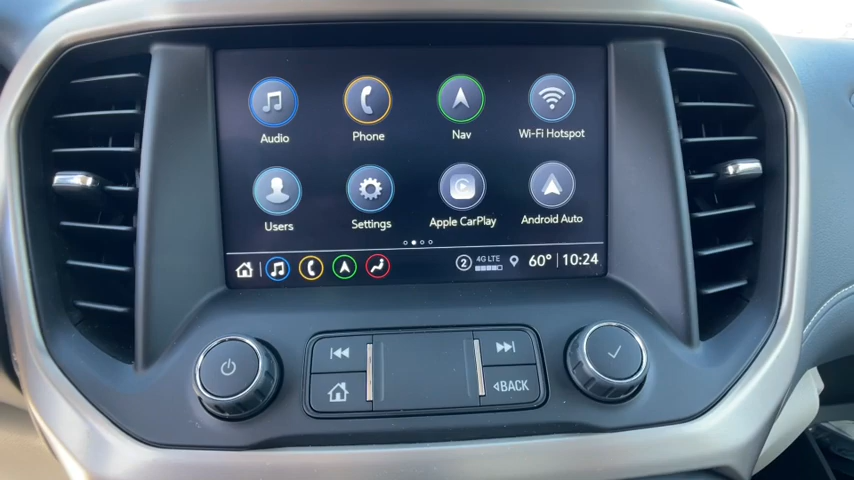 Audio Phone Nav Wi-Fi Hotspot
Users Settings Apple CarPlay Android Auto
2 4G LTE 60° 10:24
BACK